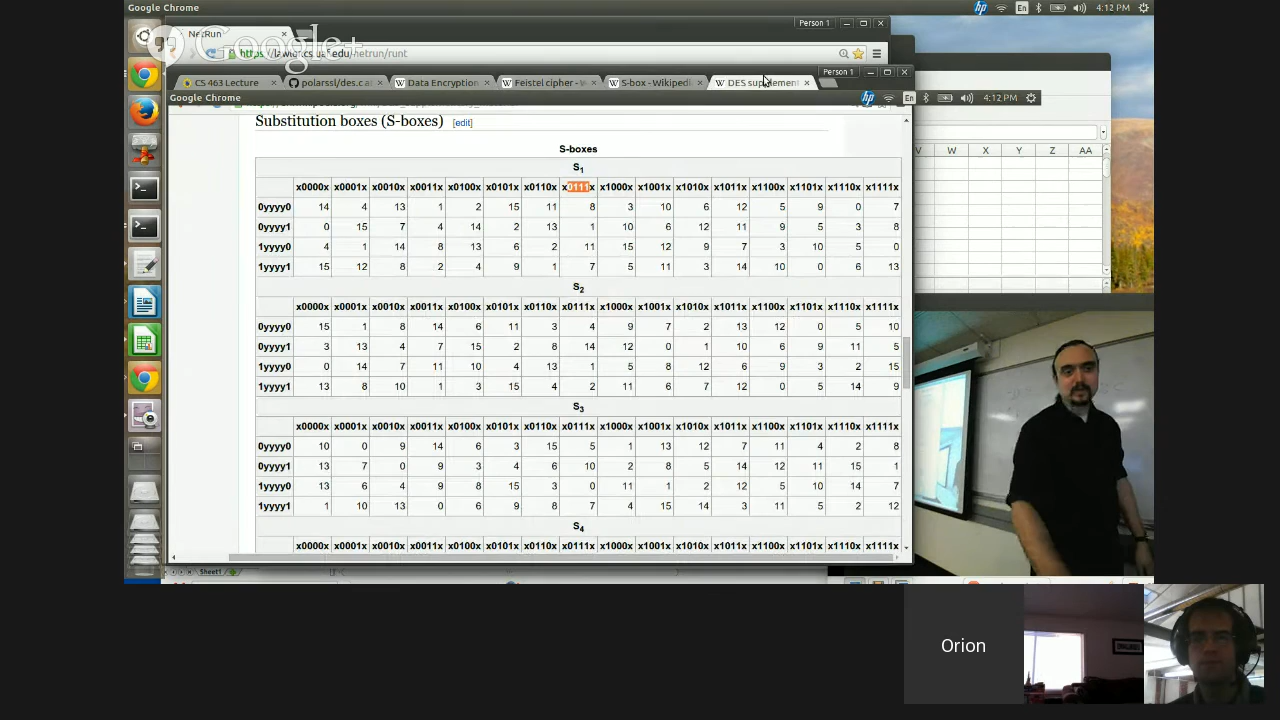 Google Chrome
En
4:12 PM
Person 1
NetRun
Google+
Person 1
CS 463 Lecture
polarssl/des.c at
Data Encryption
Feistel cipher - W
S-box - Wikipedi
DES supplement
Google Chrome
En
4:12 PM
Substitution boxes (S-boxes) [edit]
V W X Y Z AA
S-boxes
S1
x0000x x0001x x0010x x0011x x0100x x0101x x0110x x0111x x1000x x1001x x1010x x1011x x1100x x1101x x1110x x1111x
0yyyy0 14 4 13 1 2 15 11 8 3 10 6 12 5 9 0 7
0yyyy1 0 15 7 4 14 2 13 1 10 6 12 11 9 5 3 8
1yyyy0 4 1 14 8 13 6 2 11 15 12 9 7 3 10 5 0
1yyyy1 15 12 8 2 4 9 1 7 5 11 3 14 10 0 6 13
S2
x0000x x0001x x0010x x0011x x0100x x0101x x0110x x0111x x1000x x1001x x1010x x1011x x1100x x1101x x1110x x1111x
0yyyy0 15 1 8 14 6 11 3 4 9 7 2 13 12 0 5 10
0yyyy1 3 13 4 7 15 2 8 14 12 0 1 10 6 9 11 5
1yyyy0 0 14 7 11 10 4 13 1 5 8 12 6 9 3 2 15
1yyyy1 13 8 10 1 3 15 4 2 11 6 7 12 0 5 14 9
S3
x0000x x0001x x0010x x0011x x0100x x0101x x0110x x0111x x1000x x1001x x1010x x1011x x1100x x1101x x1110x x1111x
0yyyy0 10 0 9 14 6 3 15 5 1 13 12 7 11 4 2 8
0yyyy1 13 7 0 9 3 4 6 10 2 8 5 14 12 11 15 1
1yyyy0 13 6 4 9 8 15 3 0 11 1 2 12 5 10 14 7
1yyyy1 1 10 13 0 6 9 8 7 4 15 14 3 11 5 2 12
S4
x0000x x0001x x0010x x0011x x0100x x0101x x0110x x0111x x1000x x1001x x1010x x1011x x1100x x1101x x1110x x1111x
Sheet1
Orion